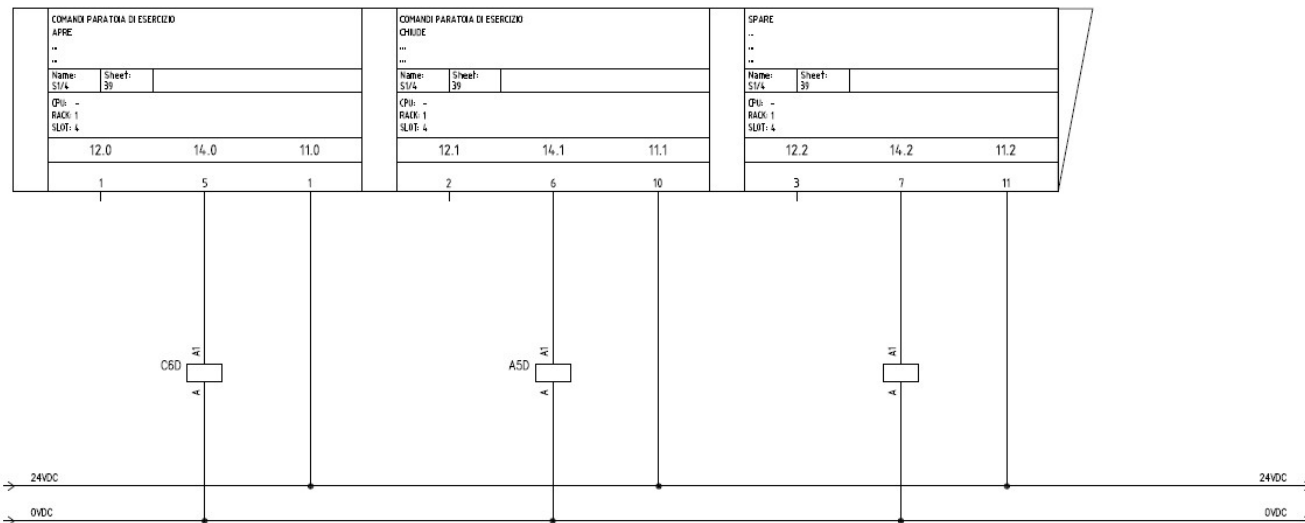 COMANDI PARATOIA DI ESERCIZIO
APRE
...
...
Name: Sheet:
S1/4 39
CPU: -
RACK: 1
SLOT: 4
12.0 14.0 11.0
1 5 1
COMANDI PARATOIA DI ESERCIZIO
CHIUDE
...
...
Name: Sheet:
S1/4 39
CPU: -
RACK: 1
SLOT: 4
12.1 14.1 11.1
2 6 10
SPARE
...
...
...
Name: Sheet:
S1/4 39
CPU: -
RACK: 1
SLOT: 4
12.2 14.2 11.2
3 7 11
A1
C6D
A
A1
A5D
A
A1
A
24VDC 24VDC
0VDC 0VDC